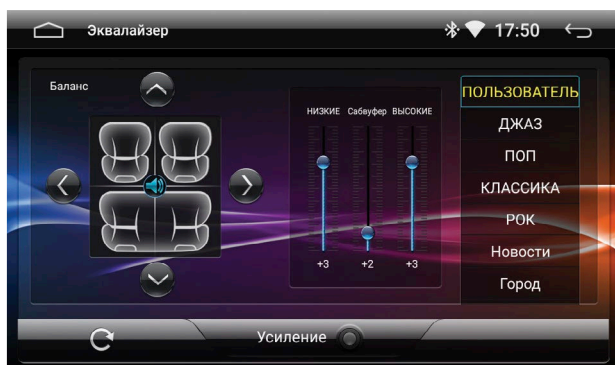 Эквалайзер 17:50
Баланс
НИЗКИЕ Сабвуфер ВЫСОКИЕ
+3 +2 +3
ПОЛЬЗОВАТЕЛЬ
ДЖАЗ
ПОП
КЛАССИКА
РОК
Новости
Город
Усиление